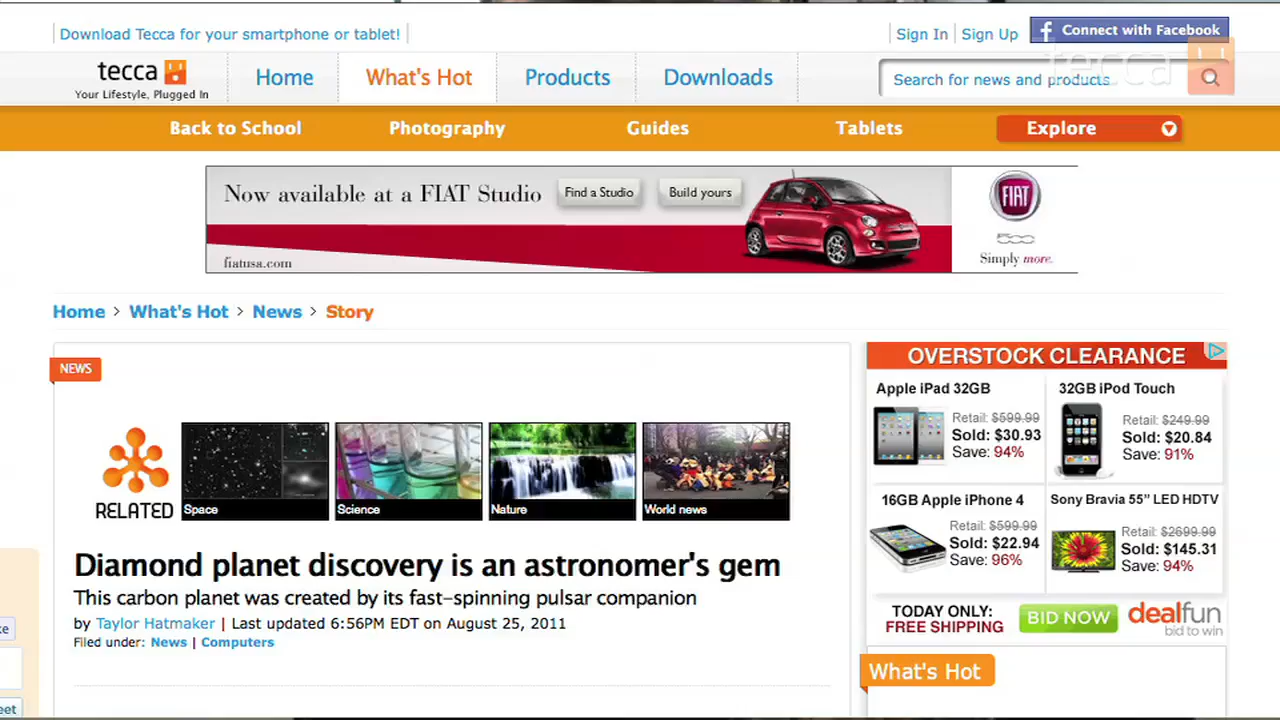 Download Tecca for your smartphone or tablet!
Sign In | Sign Up
Connect with Facebook
tecca
Your Lifestyle, Plugged In
Home
What's Hot
Products
Downloads
Search for news and products
tecca
Back to School
Photography
Guides
Tablets
Explore
Now available at a FIAT Studio
Find a Studio
Build yours
fiatusa.com
FIAT
500
Simply more.
Home > What's Hot > News > Story
NEWS
RELATED
Space
Science
Nature
World news
Diamond planet discovery is an astronomer's gem
This carbon planet was created by its fast-spinning pulsar companion
by Taylor Hatmaker | Last updated 6:56PM EDT on August 25, 2011
Filed under: News | Computers
OVERSTOCK CLEARANCE
Apple iPad 32GB
Retail: $599.99
Sold: $30.93
Save: 94%
32GB iPod Touch
Retail: $249.99
Sold: $20.84
Save: 91%
16GB Apple iPhone 4
Retail: $599.99
Sold: $22.94
Save: 96%
Sony Bravia 55" LED HDTV
Retail: $2699.99
Sold: $145.31
Save: 94%
TODAY ONLY:
FREE SHIPPING
BID NOW
dealfun
bid to win
What's Hot